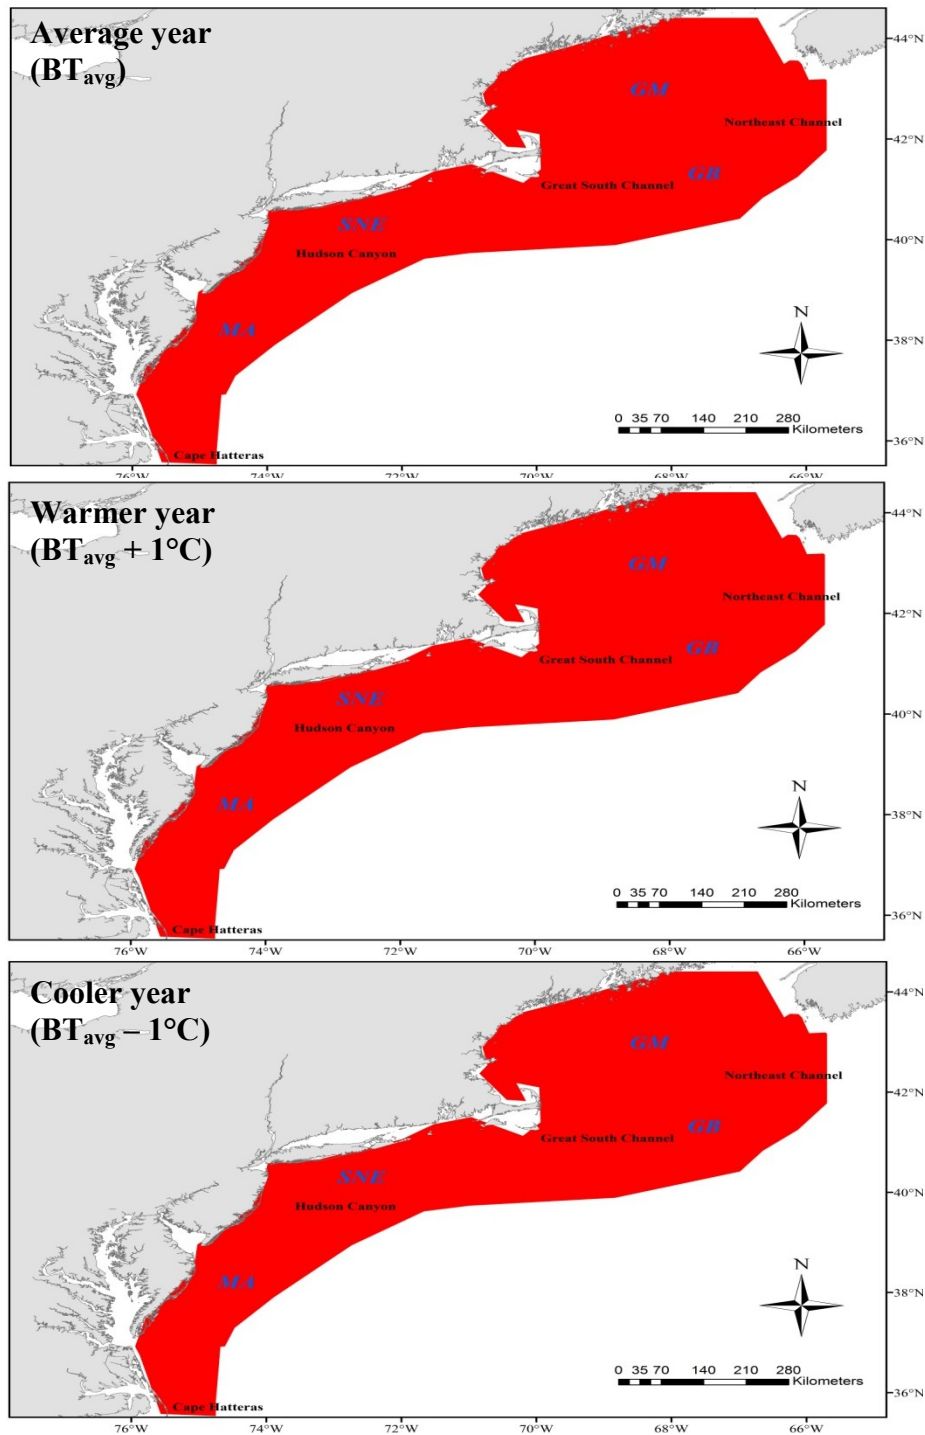 Average year
(BTavg)
44°N
GM
Northeast Channel
42°N
GB
Great South Channel
SNE
40°N
Hudson Canyon
MA
N
38°N
0 35 70 140 210 280
Kilometers
36°N
Cape Hatteras
76°W 74°W 72°W 70°W 68°W 66°W
Warmer year
(BTavg + 1°C)
44°N
GM
Northeast Channel
42°N
GB
Great South Channel
SNE
40°N
Hudson Canyon
MA
N
38°N
0 35 70 140 210 280
Kilometers
36°N
Cape Hatteras
76°W 74°W 72°W 70°W 68°W 66°W
Cooler year
(BTavg – 1°C)
44°N
GM
Northeast Channel
42°N
GB
Great South Channel
SNE
40°N
Hudson Canyon
MA
N
38°N
0 35 70 140 210 280
Kilometers
36°N
Cape Hatteras
76°W 74°W 72°W 70°W 68°W 66°W